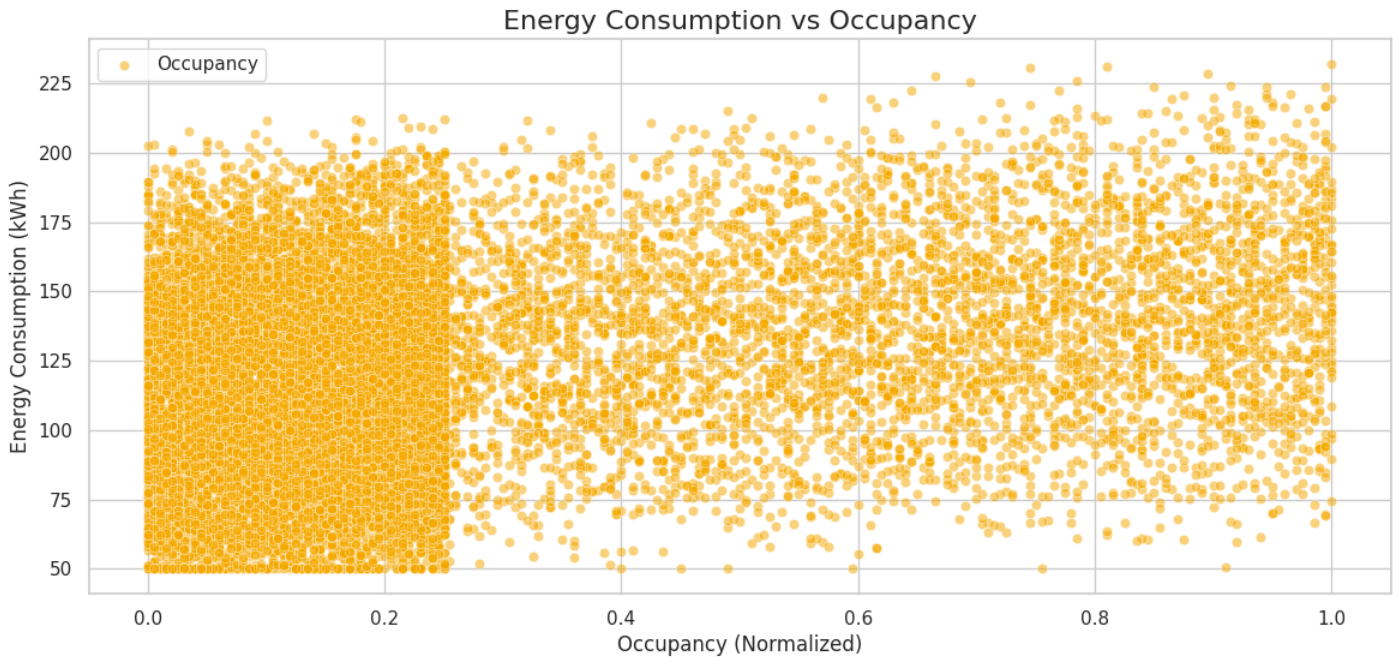 Energy Consumption vs Occupancy
Occupancy
225
200
175
150
125
100
75
50
Energy Consumption (kWh)
0.0 0.2 0.4 0.6 0.8 1.0
Occupancy (Normalized)